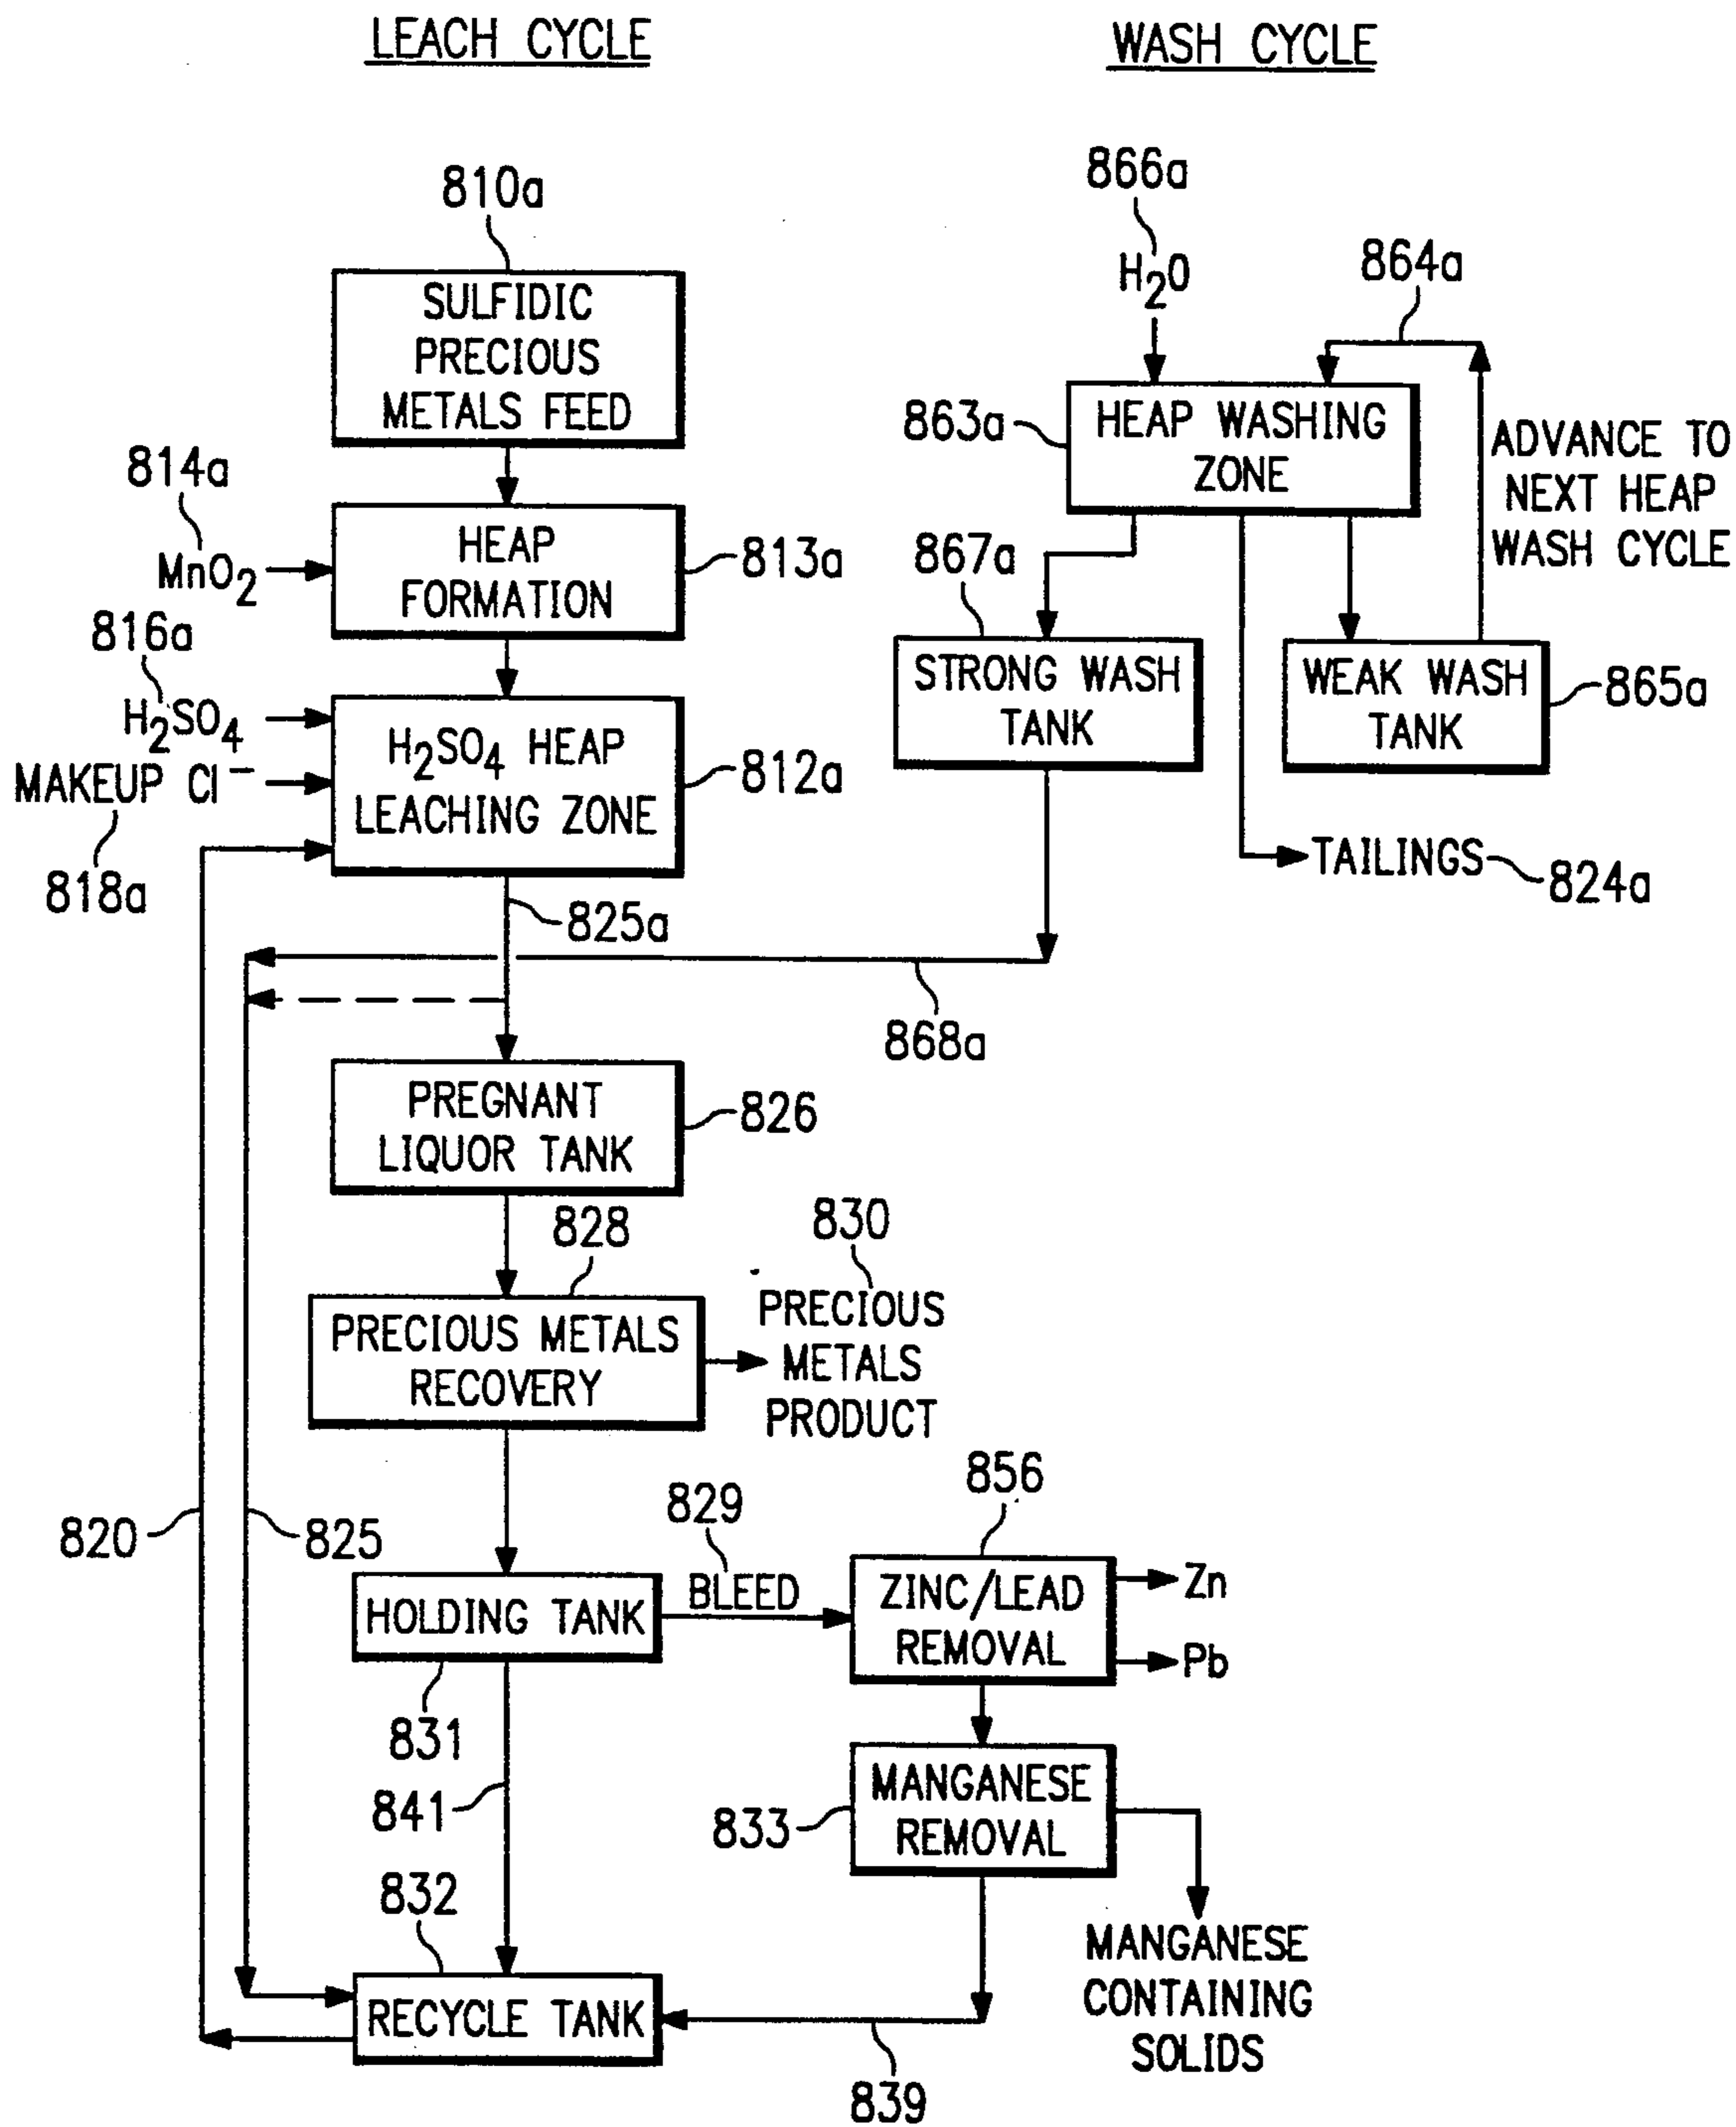 LEACH CYCLE
WASH CYCLE
810a
SULFIDIC
PRECIOUS
METALS FEED
814a
MnO2
HEAP
FORMATION
813a
816a
H2SO4
MAKEUP Cl−
818a
H2SO4 HEAP
LEACHING ZONE
812a
825a
866a
H2O
864a
863a
HEAP WASHING
ZONE
ADVANCE TO
NEXT HEAP
WASH CYCLE
867a
STRONG WASH
TANK
WEAK WASH
TANK
865a
TAILINGS
824a
868a
PREGNANT
LIQUOR TANK
826
828
PRECIOUS METALS
RECOVERY
830
PRECIOUS
METALS
PRODUCT
820
825
HOLDING TANK
831
829
BLEED
856
ZINC/LEAD
REMOVAL
Zn
Pb
841
833
MANGANESE
REMOVAL
MANGANESE
CONTAINING
SOLIDS
832
RECYCLE TANK
839